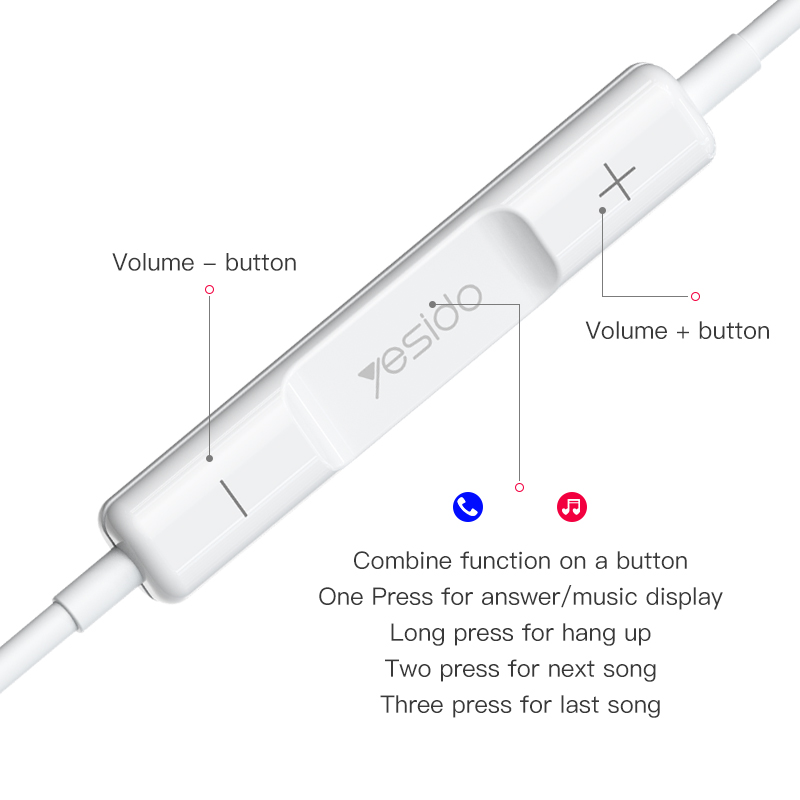 Volume – button
yesido
Volume + button
Combine function on a button
One Press for answer/music display
Long press for hang up
Two press for next song
Three press for last song